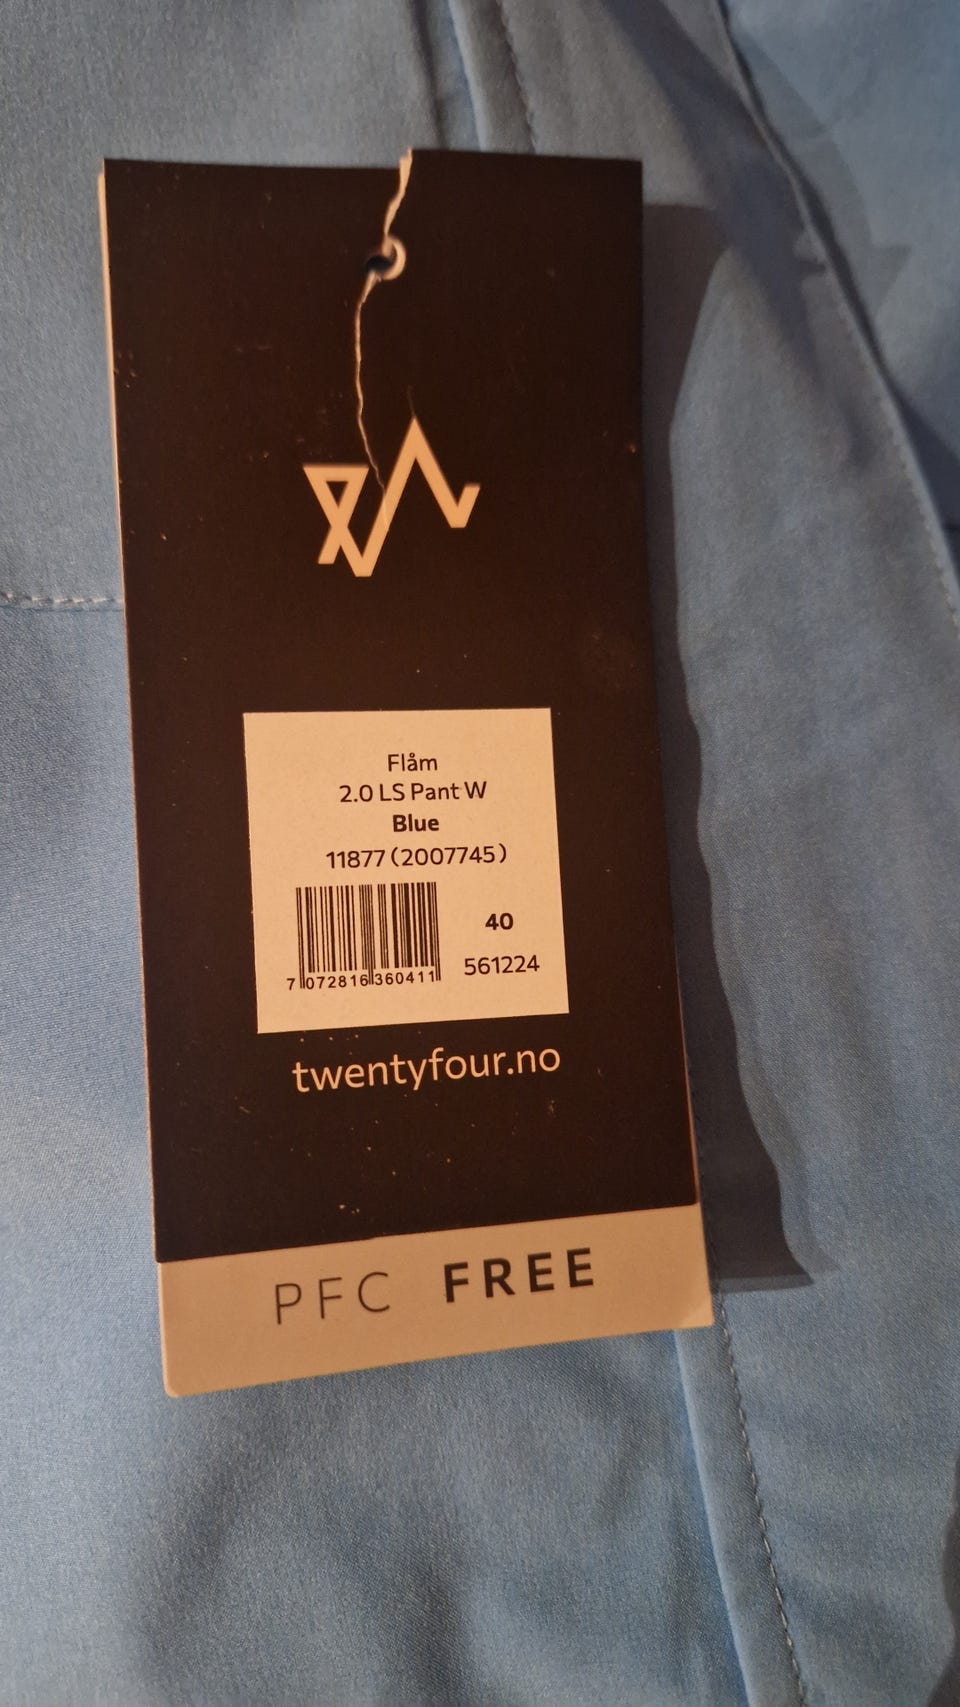 Flåm
2.0 LS Pant W
Blue
11877 (2007745)
40
7 072816 360411
561224
twentyfour.no
PFC FREE